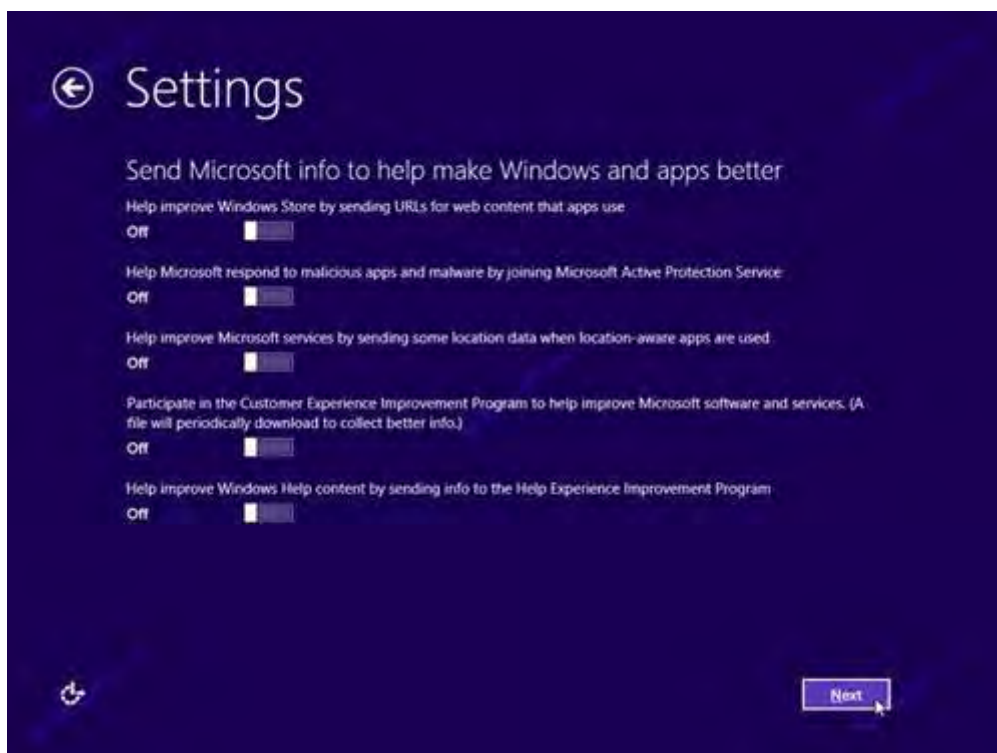 Settings
Send Microsoft info to help make Windows and apps better
Help improve Windows Store by sending URLs for web content that apps use
Off
Help Microsoft respond to malicious apps and malware by joining Microsoft Active Protection Service
Off
Help improve Microsoft services by sending some location data when location-aware apps are used
Off
Participate in the Customer Experience Improvement Program to help improve Microsoft software and services. (A
file will periodically download to collect better info.)
Off
Help improve Windows Help content by sending info to the Help Experience Improvement Program
Off
Next